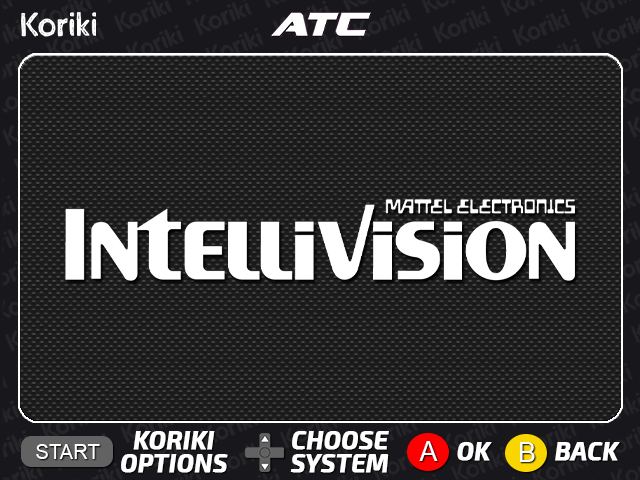 Koriki
ATC
MATTEL ELECTRONICS
INTELLIVISION
START
KORIKI
OPTIONS
CHOOSE
SYSTEM
A
OK
B
BACK